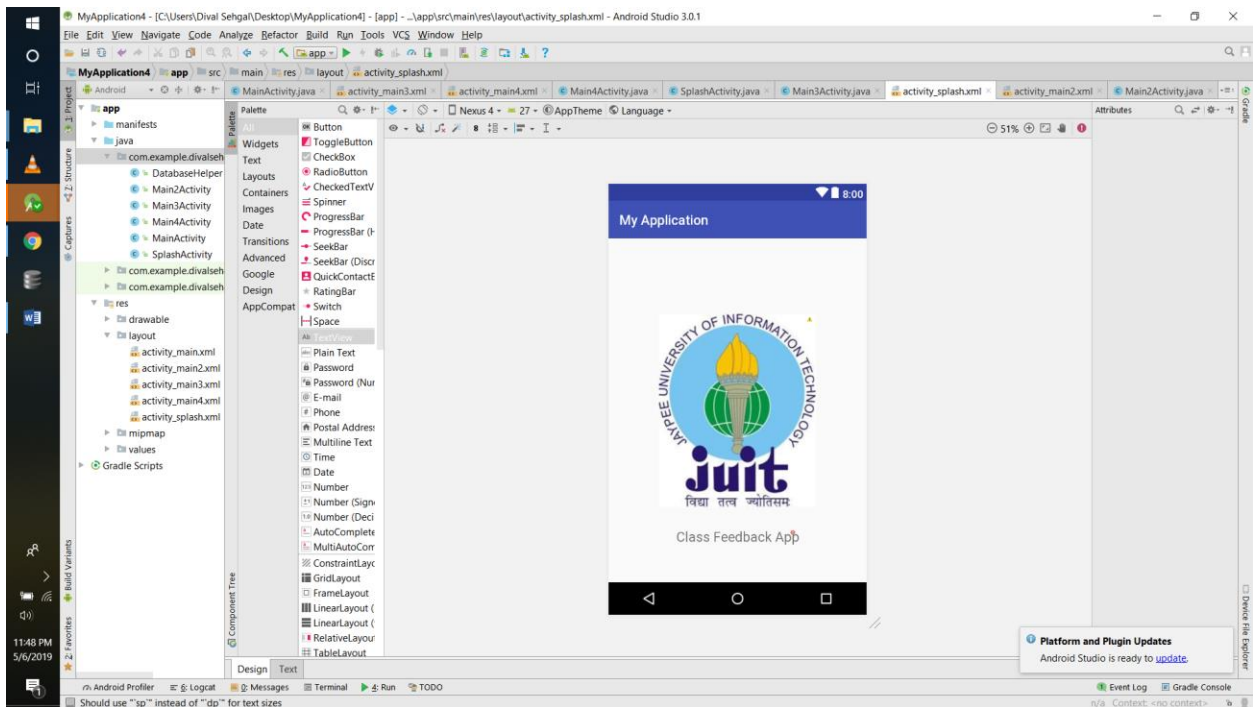 MyApplication4 - [C:\Users\Dival Sehgal\Desktop\MyApplication4] - [app] - ...\app\src\main\res\layout\activity_splash.xml - Android Studio 3.0.1
File Edit View Navigate Code Analyze Refactor Build Run Tools VCS Window Help
app
MyApplication4 app src main res layout activity_splash.xml
Android
MainActivity.java activity_main3.xml activity_main4.xml Main4Activity.java SplashActivity.java Main3Activity.java activity_splash.xml activity_main2.xml Main2Activity.java
1: Project
Z: Structure
Captures
Build Variants
2: Favorites
app
manifests
java
com.example.divalseh
DatabaseHelper
Main2Activity
Main3Activity
Main4Activity
MainActivity
SplashActivity
com.example.divalseh
com.example.divalseh
res
drawable
layout
activity_main.xml
activity_main2.xml
activity_main3.xml
activity_main4.xml
activity_splash.xml
mipmap
values
Gradle Scripts
Palette
Palette
All
Widgets
Text
Layouts
Containers
Images
Date
Transitions
Advanced
Google
Design
AppCompat
Button
ToggleButton
CheckBox
RadioButton
CheckedTextV
Spinner
ProgressBar
ProgressBar (H
SeekBar
SeekBar (Discr
QuickContactB
RatingBar
Switch
Space
Ab TextView
Plain Text
Password
Password (Nur
E-mail
Phone
Postal Address
Multiline Text
Time
Date
Number
Number (Sign
Number (Deci
AutoComplete
MultiAutoCom
ConstraintLayc
GridLayout
FrameLayout
LinearLayout (
LinearLayout (
RelativeLayout
TableLayout
Component Tree
Nexus 4 27 AppTheme Language
8
51%
8:00
My Application
JAYPEE UNIVERSITY OF INFORMATION TECHNOLOGY
juit
विद्या तत्व ज्योतिसमः
Class Feedback App
Attributes
Gradle
Device File Explorer
Platform and Plugin Updates
Android Studio is ready to update.
Design Text
Android Profiler 6: Logcat 0: Messages Terminal 4: Run TODO Event Log Gradle Console
Should use "sp" instead of "dp" for text sizes
n/a Context: <no context>
11:48 PM
5/6/2019